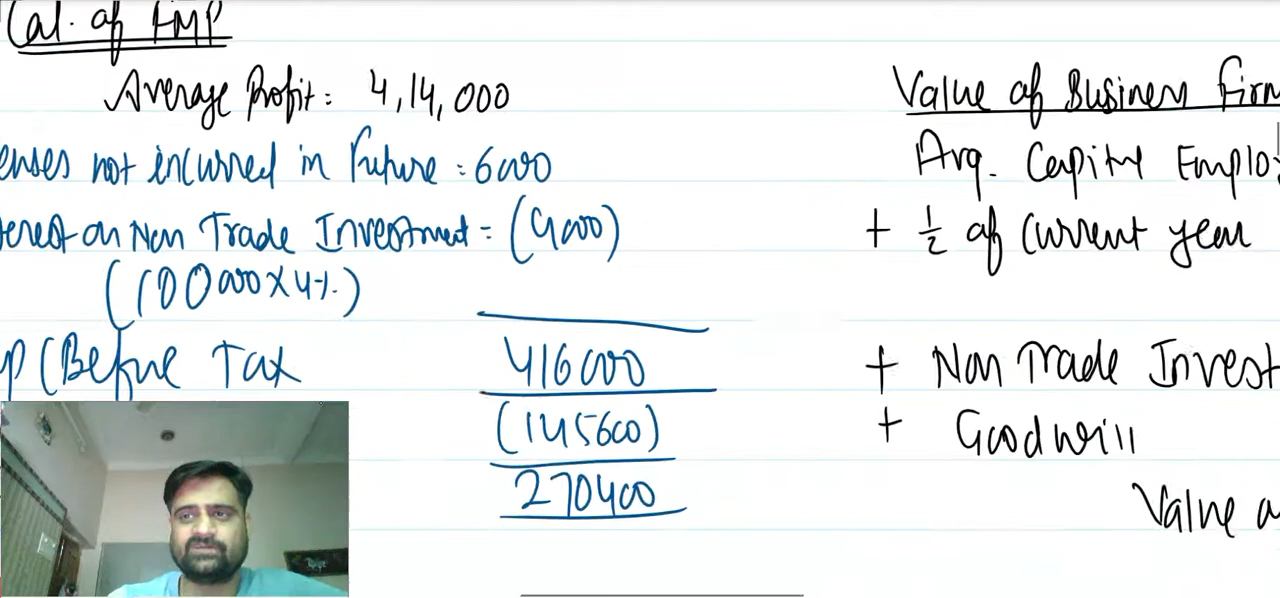 Cal. of FMP
Average Profit: 4,14,000
enses not incurred in Future : 6000
terest on Non Trade Investment = (4000)
(100000 x 4%)
P (Before Tax
416000
(145600)
270400
Value of Business Firm
Avg. Capital Employ
+ 1/2 of Current year
+ Non Trade Invest
+ Goodwill
Value o